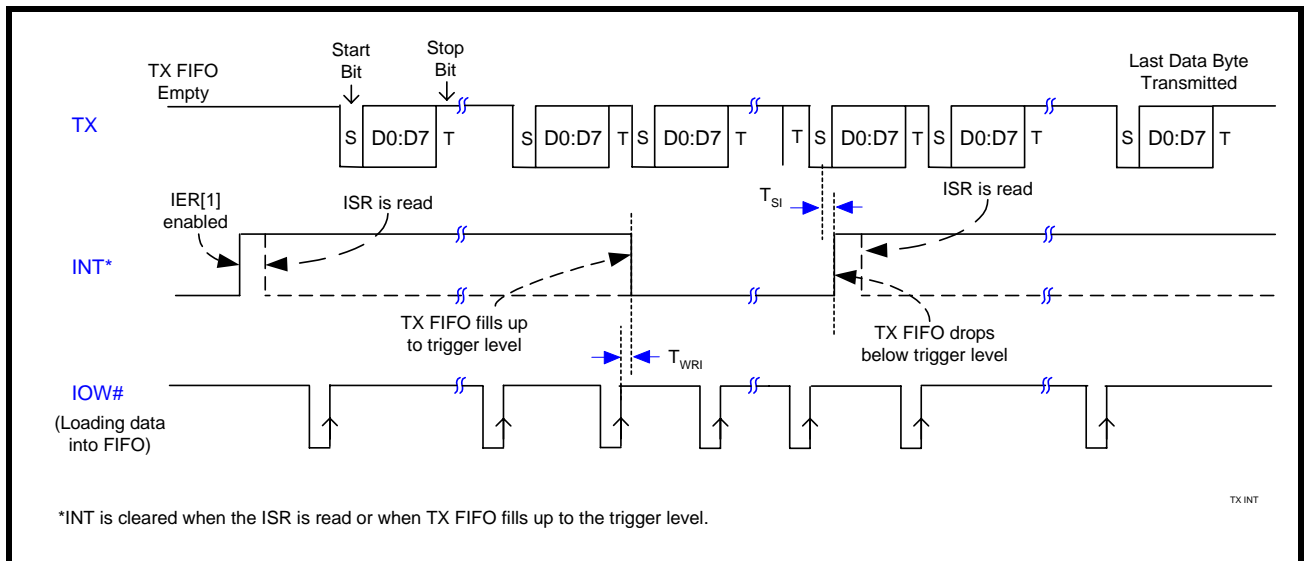 Start
Bit
Stop
Bit
TX FIFO
Empty
Last Data Byte
Transmitted
TX
S D0:D7 T S D0:D7 T S D0:D7 T T S D0:D7 T S D0:D7 T S D0:D7 T
IER[1]
enabled
ISR is read
TSI
ISR is read
INT*
TX FIFO fills up
to trigger level
TX FIFO drops
below trigger level
TWRI
IOW#
(Loading data
into FIFO)
TX INT
*INT is cleared when the ISR is read or when TX FIFO fills up to the trigger level.